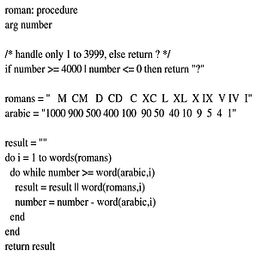 roman: procedure
arg number

/* handle only 1 to 3999, else return ? */
if number >= 4000 | number <= 0 then return "?"

romans = "   M  CM   D  CD   C  XC  L  XL  X IX  V IV  I"
arabic = "1000 900 500 400 100  90 50  40 10  9  5  4  1"

result = ""
do i = 1 to words(romans)
  do while number >= word(arabic,i)
    result = result || word(romans,i)
    number = number - word(arabic,i)
  end
end
return result